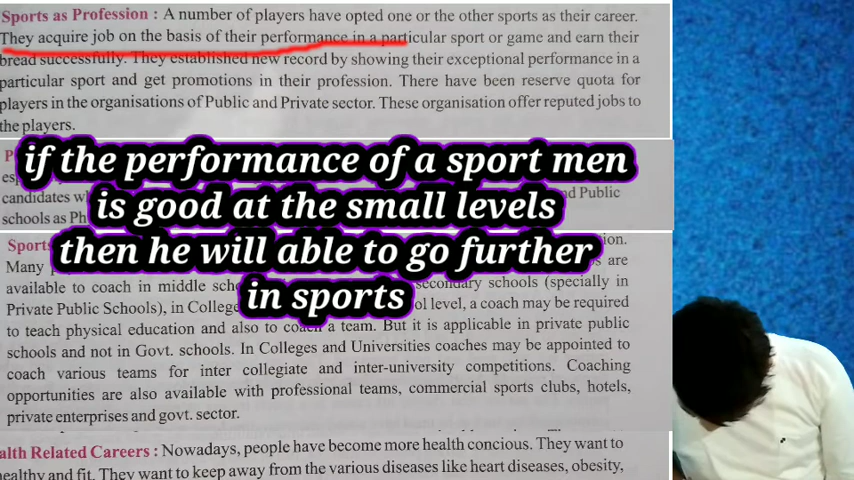 Sports as Profession : A number of players have opted one or the other sports as their career.
They acquire job on the basis of their performance in a particular sport or game and earn their
bread successfully. They established new record by showing their exceptional performance in a
particular sport and get promotions in their profession. There have been reserve quota for
players in the organisations of Public and Private sector. These organisation offer reputed jobs to
the players.
if the performance of a sport men
is good at the small levels
then he will able to go further
in sports
candidates
nd Public
schools as Ph
Sports
ion.
Many
are
available to coach in middle scho
secondary schools (specially in
Private Public Schools), in College
ol level, a coach may be required
to teach physical education and also to coach a team. But it is applicable in private public
schools and not in Govt. schools. In Colleges and Universities coaches may be appointed to
coach various teams for inter collegiate and inter-university competitions. Coaching
opportunities are also available with professional teams, commercial sports clubs, hotels,
private enterprises and govt. sector.
alth Related Careers : Nowadays, people have become more health concious. They want to
healthy and fit. They want to keep away from the various diseases like heart diseases, obesity,